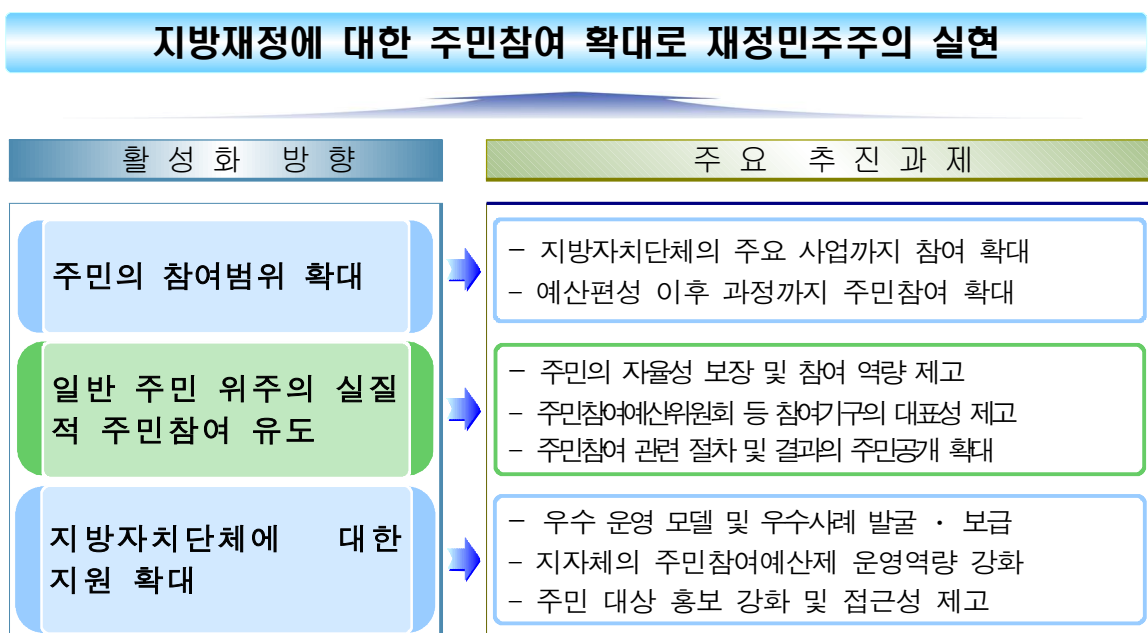 지방재정에 대한 주민참여 확대로 재정민주주의 실현
활 성 화 방 향
주 요 추 진 과 제
주민의 참여범위 확대
- 지방자치단체의 주요 사업까지 참여 확대
- 예산편성 이후 과정까지 주민참여 확대
일반 주민 위주의 실질
적 주민참여 유도
- 주민의 자율성 보장 및 참여 역량 제고
- 주민참여예산위원회 등 참여기구의 대표성 제고
- 주민참여 관련 절차 및 결과의 주민공개 확대
지방자치단체에 대한
지원 확대
- 우수 운영 모델 및 우수사례 발굴 · 보급
- 지자체의 주민참여예산제 운영역량 강화
- 주민 대상 홍보 강화 및 접근성 제고